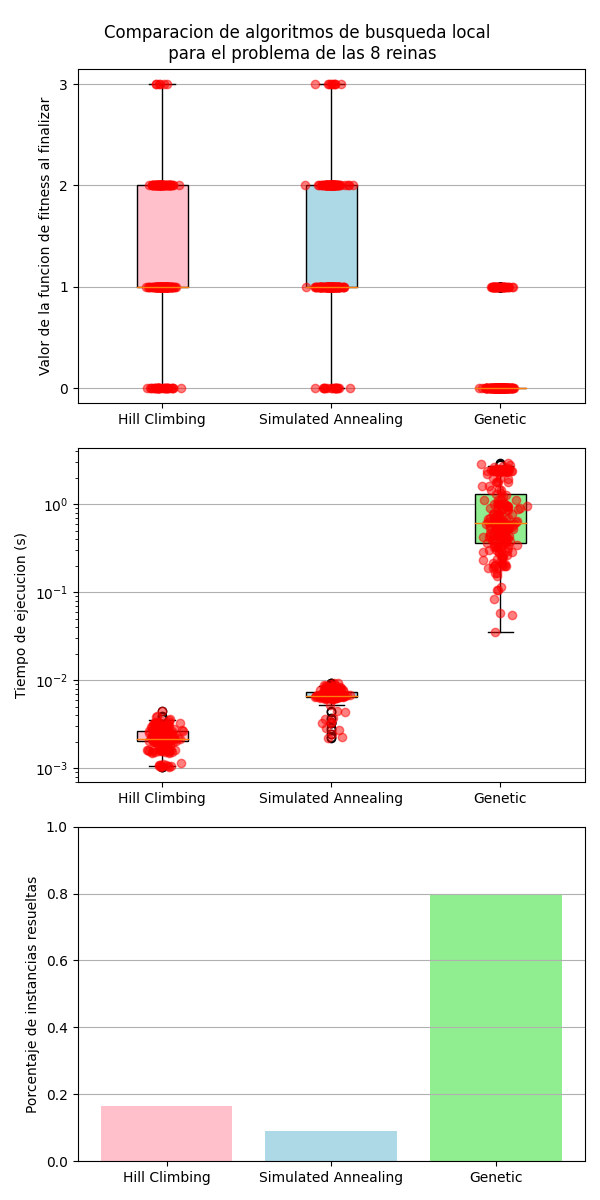 Comparacion de algoritmos de busqueda local
para el problema de las 8 reinas
Valor de la funcion de fitness al finalizar
3
2
1
0
Hill Climbing
Simulated Annealing
Genetic
Tiempo de ejecucion (s)
10⁰
10⁻¹
10⁻²
10⁻³
Hill Climbing
Simulated Annealing
Genetic
Porcentaje de instancias resueltas
1.0
0.8
0.6
0.4
0.2
0.0
Hill Climbing
Simulated Annealing
Genetic